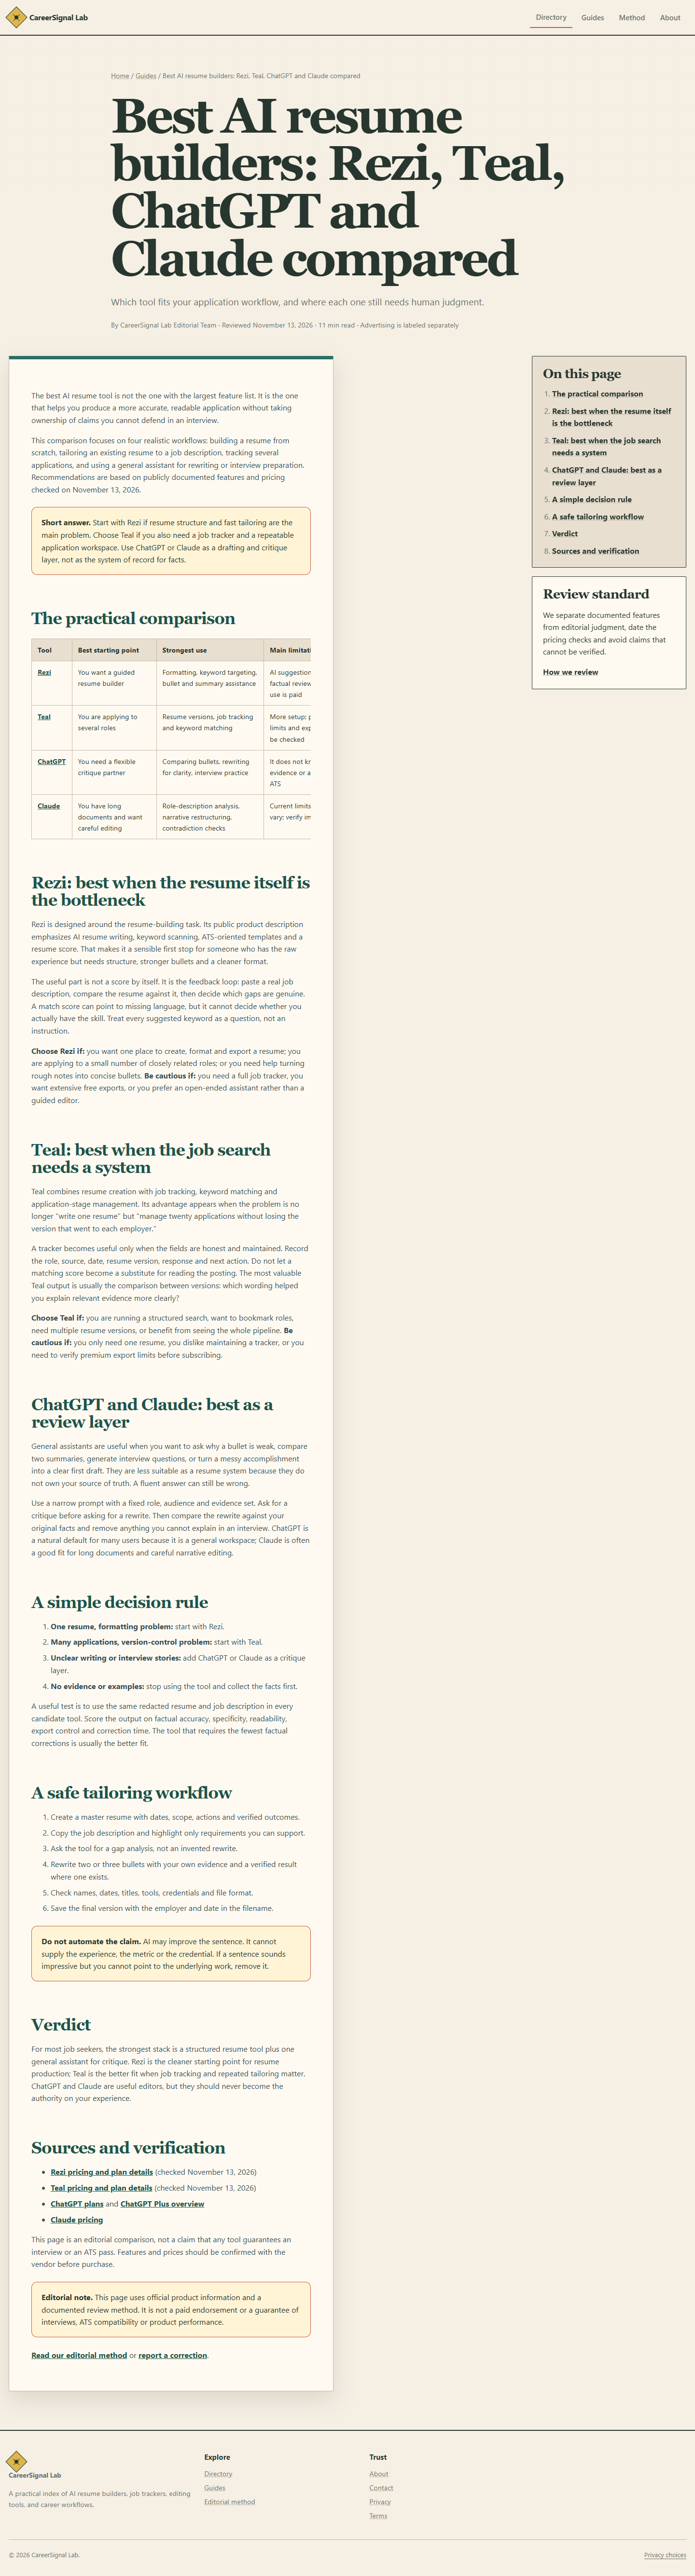 CareerSignal Lab
Directory Guides Method About
Home / Guides / Best AI resume builders: Rezi, Teal, ChatGPT and Claude compared
Best AI resume
builders: Rezi, Teal,
ChatGPT and
Claude compared
Which tool fits your application workflow, and where each one still needs human judgment.
By CareerSignal Lab Editorial Team · Reviewed November 13, 2026 · 11 min read · Advertising is labeled separately
The best AI resume tool is not the one with the largest feature list. It is the one
that helps you produce a more accurate, readable application without taking
ownership of claims you cannot defend in an interview.
This comparison focuses on four realistic workflows: building a resume from
scratch, tailoring an existing resume to a job description, tracking several
applications, and using a general assistant for rewriting or interview preparation.
Recommendations are based on publicly documented features and pricing
checked on November 13, 2026.
Short answer. Start with Rezi if resume structure and fast tailoring are the
main problem. Choose Teal if you also need a job tracker and a repeatable
application workspace. Use ChatGPT or Claude as a drafting and critique
layer, not as the system of record for facts.
The practical comparison
Tool Best starting point Strongest use Main limitati
Rezi You want a guided Formatting, keyword targeting, AI suggestion
resume builder bullet and summary assistance factual review
use is paid
Teal You are applying to Resume versions, job tracking More setup; p
several roles and keyword matching limits and exp
be checked
ChatGPT You need a flexible Comparing bullets, rewriting It does not kn
critique partner for clarity, interview practice evidence or a
ATS
Claude You have long Role-description analysis, Current limits
documents and want narrative restructuring, vary; verify im
careful editing contradiction checks
Rezi: best when the resume itself is
the bottleneck
Rezi is designed around the resume-building task. Its public product description
emphasizes AI resume writing, keyword scanning, ATS-oriented templates and a
resume score. That makes it a sensible first stop for someone who has the raw
experience but needs structure, stronger bullets and a cleaner format.
The useful part is not a score by itself. It is the feedback loop: paste a real job
description, compare the resume against it, then decide which gaps are genuine.
A match score can point to missing language, but it cannot decide whether you
actually have the skill. Treat every suggested keyword as a question, not an
instruction.
Choose Rezi if: you want one place to create, format and export a resume; you
are applying to a small number of closely related roles; or you need help turning
rough notes into concise bullets. Be cautious if: you need a full job tracker, you
want extensive free exports, or you prefer an open-ended assistant rather than a
guided editor.
Teal: best when the job search
needs a system
Teal combines resume creation with job tracking, keyword matching and
application-stage management. Its advantage appears when the problem is no
longer "write one resume" but "manage twenty applications without losing the
version that went to each employer."
A tracker becomes useful only when the fields are honest and maintained. Record
the role, source, date, resume version, response and next action. Do not let a
matching score become a substitute for reading the posting. The most valuable
Teal output is usually the comparison between versions: which wording helped
you explain relevant evidence more clearly?
Choose Teal if: you are running a structured search, want to bookmark roles,
need multiple resume versions, or benefit from seeing the whole pipeline. Be
cautious if: you only need one resume, you dislike maintaining a tracker, or you
need to verify premium export limits before subscribing.
ChatGPT and Claude: best as a
review layer
General assistants are useful when you want to ask why a bullet is weak, compare
two summaries, generate interview questions, or turn a messy accomplishment
into a clear first draft. They are less suitable as a resume system because they do
not own your source of truth. A fluent answer can still be wrong.
Use a narrow prompt with a fixed role, audience and evidence set. Ask for a
critique before asking for a rewrite. Then compare the rewrite against your
original facts and remove anything you cannot explain in an interview. ChatGPT is
a natural default for many users because it is a general workspace; Claude is often
a good fit for long documents and careful narrative editing.
A simple decision rule
1. One resume, formatting problem: start with Rezi.
2. Many applications, version-control problem: start with Teal.
3. Unclear writing or interview stories: add ChatGPT or Claude as a critique
layer.
4. No evidence or examples: stop using the tool and collect the facts first.
A useful test is to use the same redacted resume and job description in every
candidate tool. Score the output on factual accuracy, specificity, readability,
export control and correction time. The tool that requires the fewest factual
corrections is usually the better fit.
A safe tailoring workflow
1. Create a master resume with dates, scope, actions and verified outcomes.
2. Copy the job description and highlight only requirements you can support.
3. Ask the tool for a gap analysis, not an invented rewrite.
4. Rewrite two or three bullets with your own evidence and a verified result
where one exists.
5. Check names, dates, titles, tools, credentials and file format.
6. Save the final version with the employer and date in the filename.
Do not automate the claim. AI may improve the sentence. It cannot
supply the experience, the metric or the credential. If a sentence sounds
impressive but you cannot point to the underlying work, remove it.
Verdict
For most job seekers, the strongest stack is a structured resume tool plus one
general assistant for critique. Rezi is the cleaner starting point for resume
production; Teal is the better fit when job tracking and repeated tailoring matter.
ChatGPT and Claude are useful editors, but they should never become the
authority on your experience.
Sources and verification
• Rezi pricing and plan details (checked November 13, 2026)
• Teal pricing and plan details (checked November 13, 2026)
• ChatGPT plans and ChatGPT Plus overview
• Claude pricing
This page is an editorial comparison, not a claim that any tool guarantees an
interview or an ATS pass. Features and prices should be confirmed with the
vendor before purchase.
Editorial note. This page uses official product information and a
documented review method. It is not a paid endorsement or a guarantee of
interviews, ATS compatibility or product performance.
Read our editorial method or report a correction.
On this page
1. The practical comparison
2. Rezi: best when the resume itself
is the bottleneck
3. Teal: best when the job search
needs a system
4. ChatGPT and Claude: best as a
review layer
5. A simple decision rule
6. A safe tailoring workflow
7. Verdict
8. Sources and verification
Review standard
We separate documented features
from editorial judgment, date the
pricing checks and avoid claims that
cannot be verified.
How we review
CareerSignal Lab
A practical index of AI resume builders, job trackers, editing
tools, and career workflows.
Explore
Directory
Guides
Editorial method
Trust
About
Contact
Privacy
Terms
© 2026 CareerSignal Lab.
Privacy choices